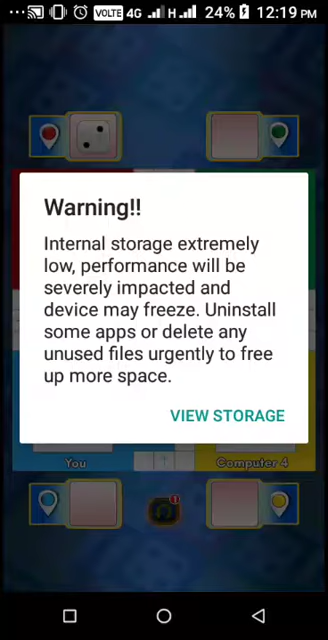 VOLTE 4G H 24% 12:19 PM
Warning!!
Internal storage extremely
low, performance will be
severely impacted and
device may freeze. Uninstall
some apps or delete any
unused files urgently to free
up more space.
VIEW STORAGE
You
Computer 4
1